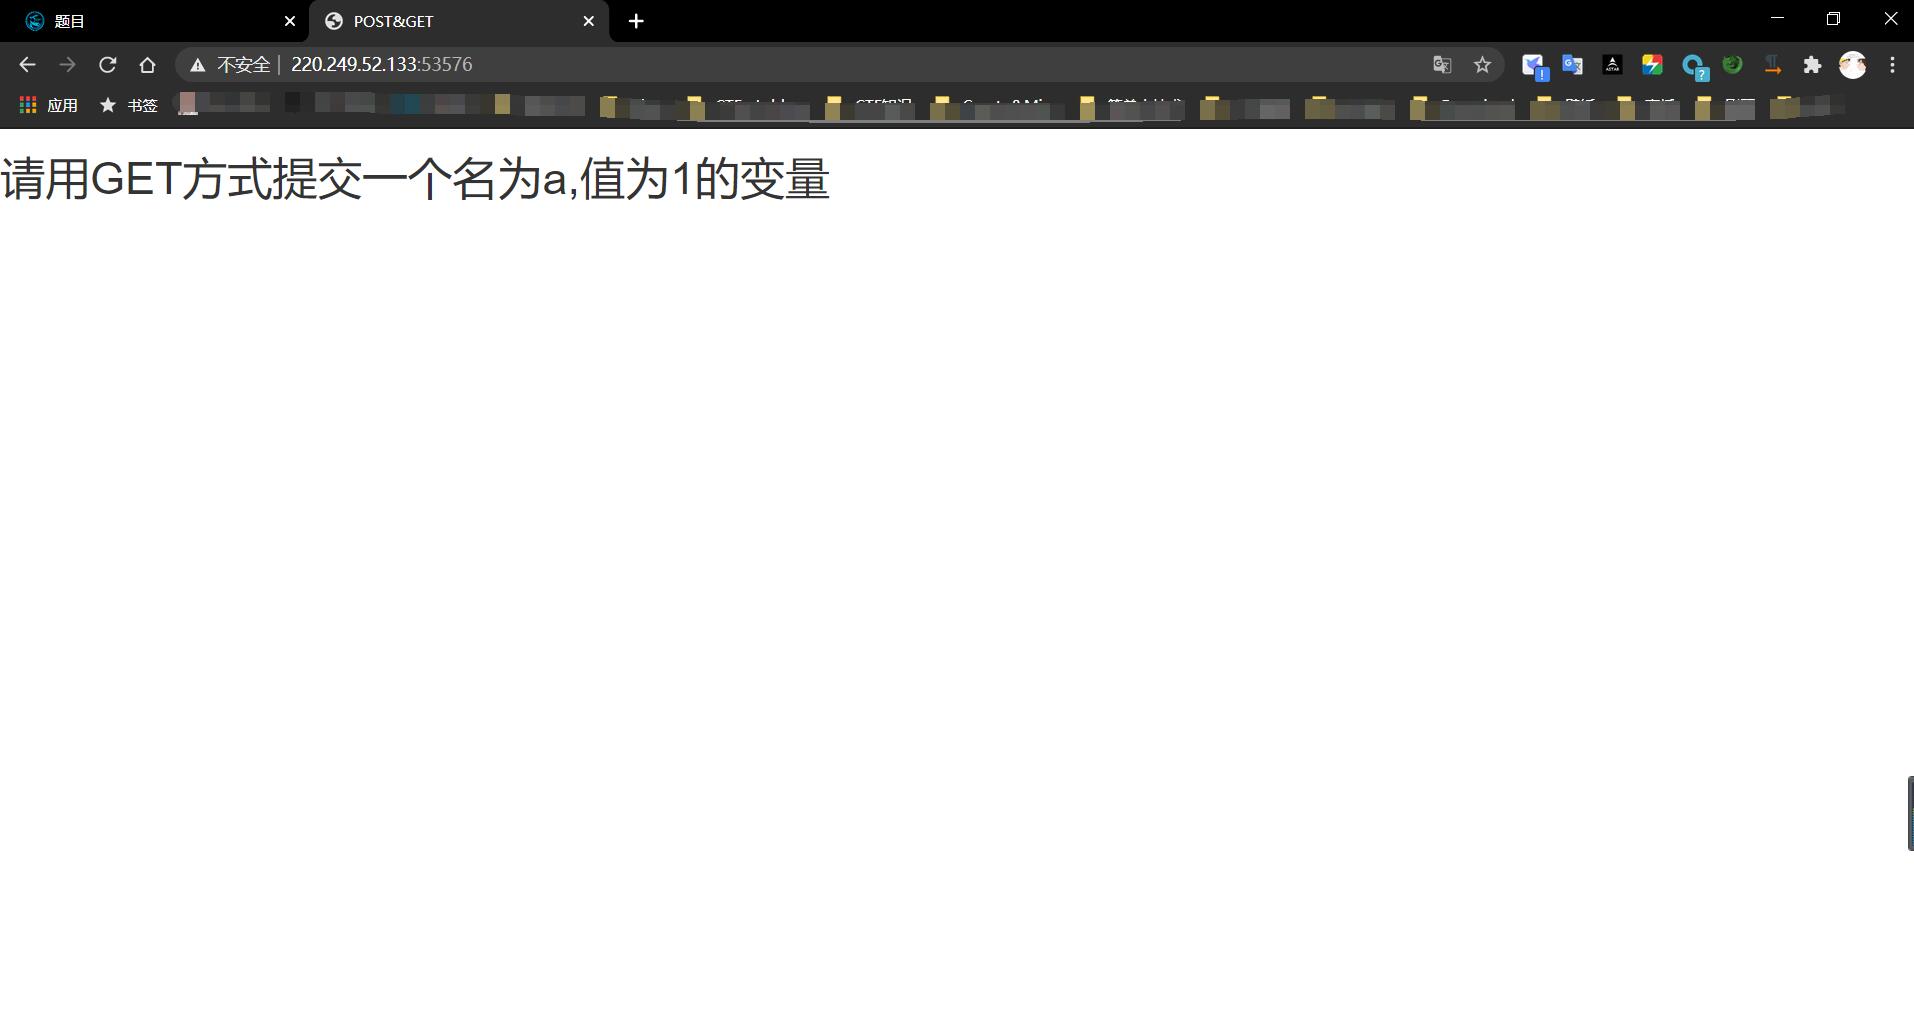 题目
POST&GET
不安全 | 220.249.52.133:53576
应用
书签
请用GET方式提交一个名为a,值为1的变量